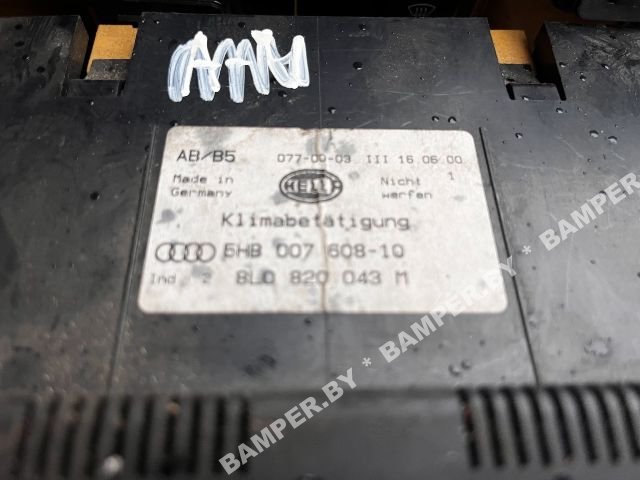 AB/B5 077-00-03 III 16 06 00
Made in Germany HELLA Nicht werfen 1
Klimabetätigung
5HB 007 608-10
Ind. 2 8L0 820 043 M
BAMPER.BY * BAMPER.BY * BAMPER.BY